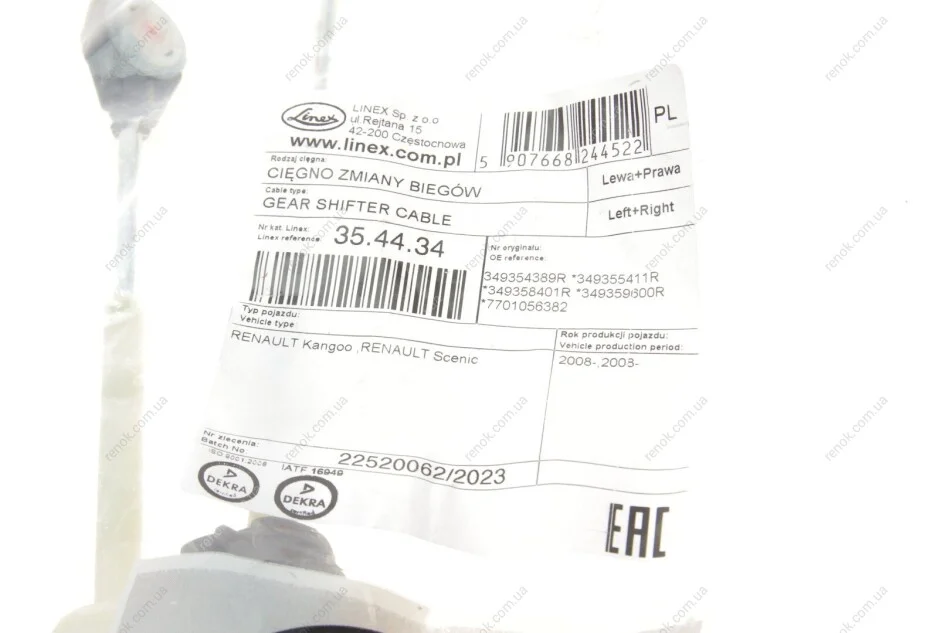 Linex
LINEX Sp. z o.o
ul.Rejtana 15
42-200 Częstochowa
www.linex.com.pl
5 907668 244522
PL
Rodzaj cięgna:
CIĘGNO ZMIANY BIEGÓW
Lewa+Prawa
Cable type:
GEAR SHIFTER CABLE
Left+Right
Nr kat. Linex:
Linex reference:
35.44.34
Nr oryginału:
OE reference:
349354389R *349355411R
*349358401R *349359600R
*7701056382
Typ pojazdu:
Vehicle type
RENAULT Kangoo ,RENAULT Scenic
Rok produkcji pojazdu:
Vehicle production period:
2008-,2003-
Nr zlecenia:
Batch No:
22520062/2023
ISO 9001:2008
IATF 16949
DEKRA
DEKRA
certified
EAC
renok.com.ua